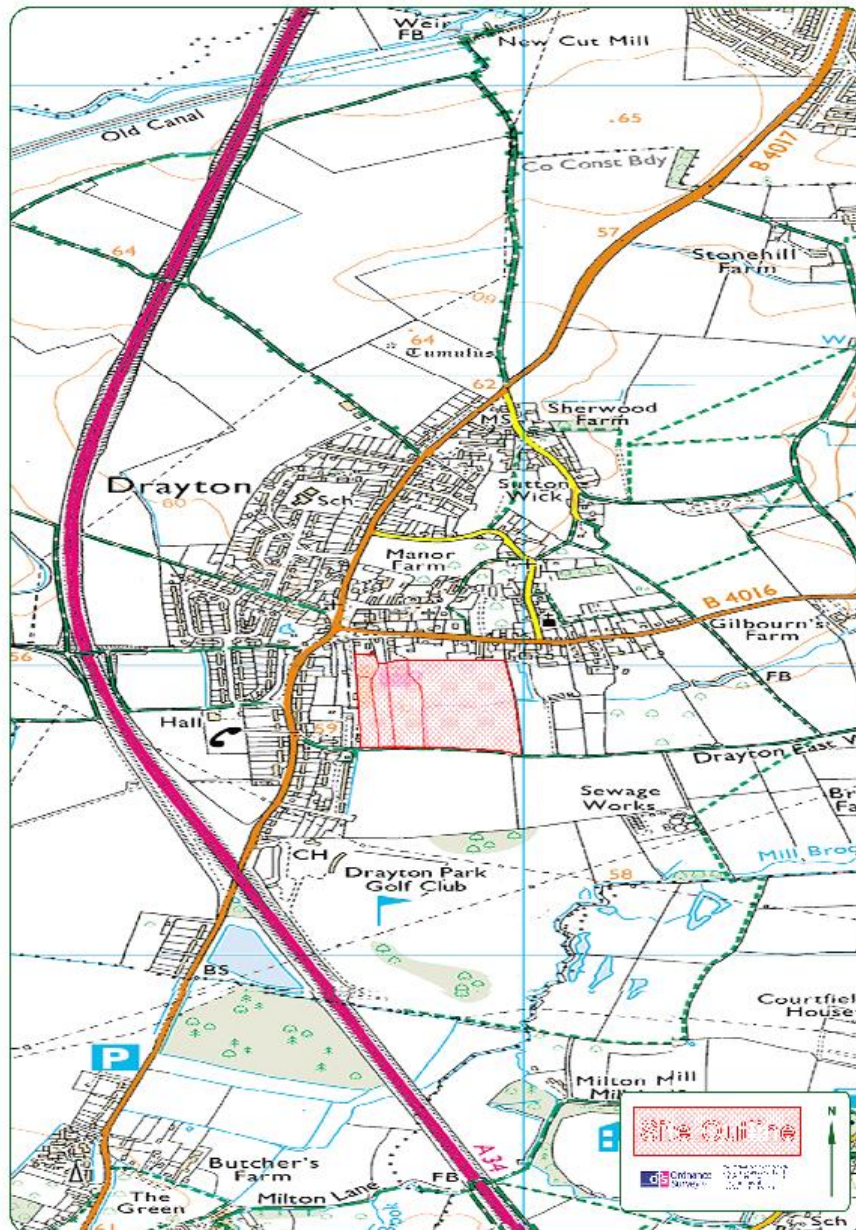 Weir
FB
New Cut Mill
Old Canal
65
B 4017
Co Const Bdy
57
64
Stonehill
Farm
60
64
Tumulus
W
62
MS
Sherwood
Farm
Drayton
Sch
Sutton
Wick
60
Manor
Farm
B 4016
Gilbourn's
Farm
56
FB
Hall
59
Drayton East W
Sewage
Works
Br
Fa
Mill Broo
CH
58
Drayton Park
Golf Club
BS
Courtfiel
House
P
Milton Mill
Site Outline
N
A34
Ordnance
Survey
Butcher's
Farm
FB
Milton Lane
The
Green
61
Sch